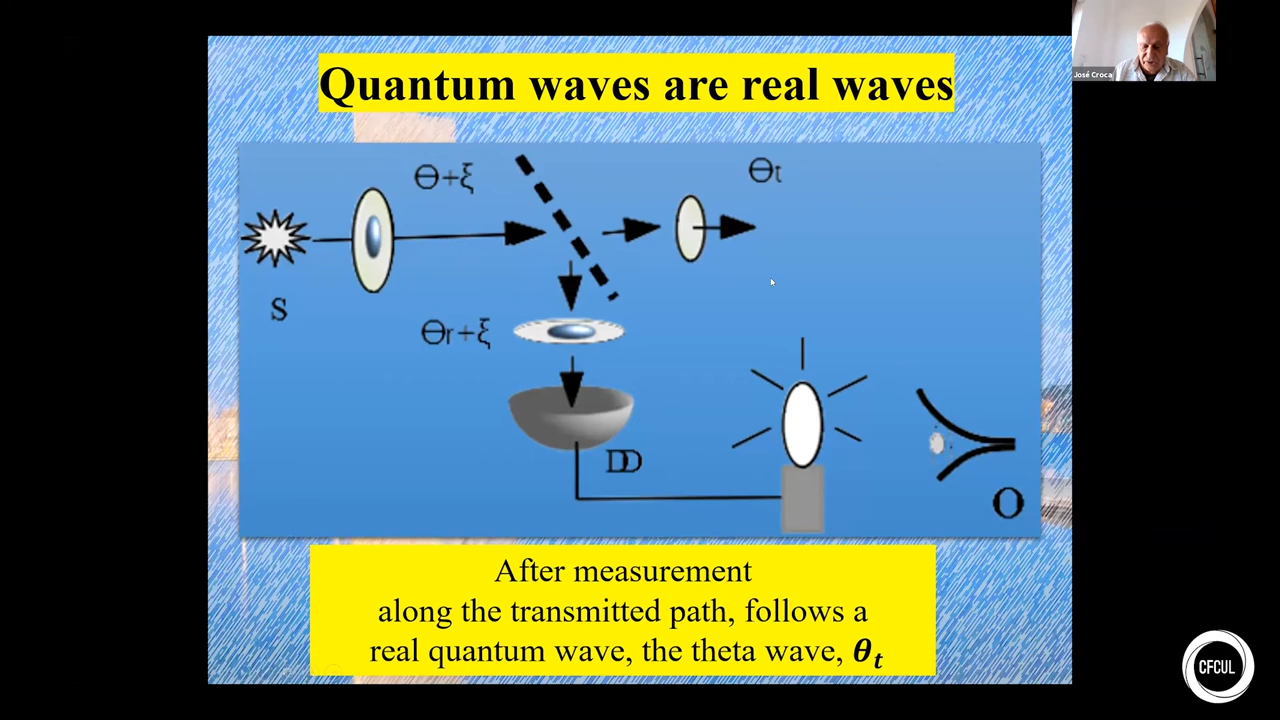 José Croca
Quantum waves are real waves
Θ+ξ
Θt
S
Θr+ξ
DD
O
After measurement
along the transmitted path, follows a
real quantum wave, the theta wave, θt
CFCUL